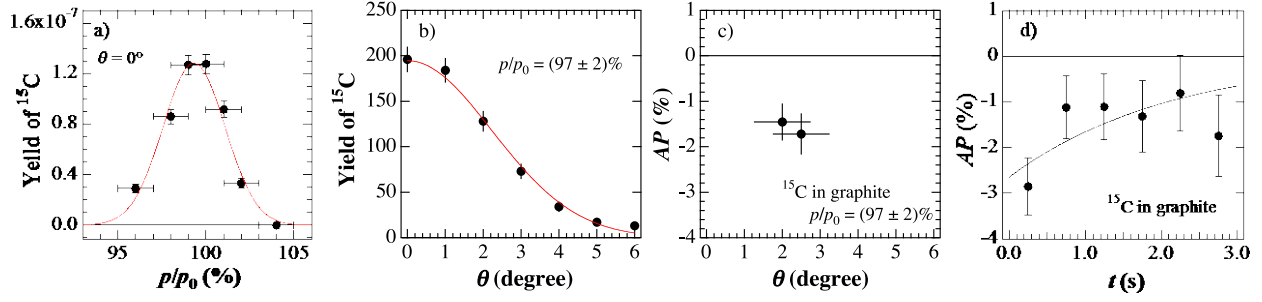 a)
θ = 0º
1.6x10⁻⁷
1.2
0.8
0.4
0.0
Yeild of ¹⁵C
95
100
105
p/p₀ (%)
b)
p/p₀ = (97 ± 2)%
250
200
150
100
50
0
Yield of ¹⁵C
0
1
2
3
4
5
6
θ (degree)
c)
1
0
-1
-2
-3
-4
AP (%)
¹⁵C in graphite
p/p₀ = (97 ± 2)%
0
1
2
3
4
5
6
θ (degree)
d)
1
0
-1
-2
-3
-4
AP (%)
¹⁵C in graphite
0.0
1.0
2.0
3.0
t (s)